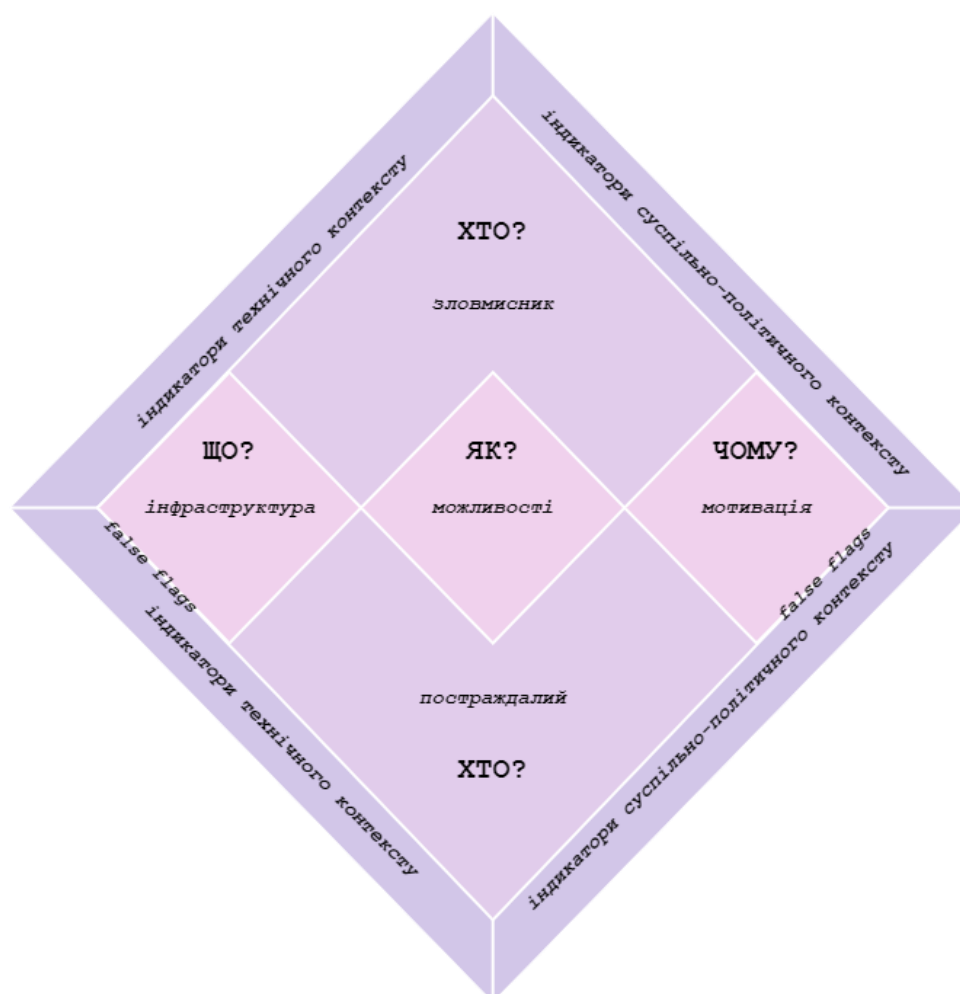 індикатори технічного контексту
індикатори суспільно-політичного контексту
ХТО?
зловмисник
ЩО?
інфраструктура
ЯК?
можливості
ЧОМУ?
мотивація
false flags
false flags
індикатори технічного контексту
індикатори суспільно-політичного контексту
постраждалий
ХТО?